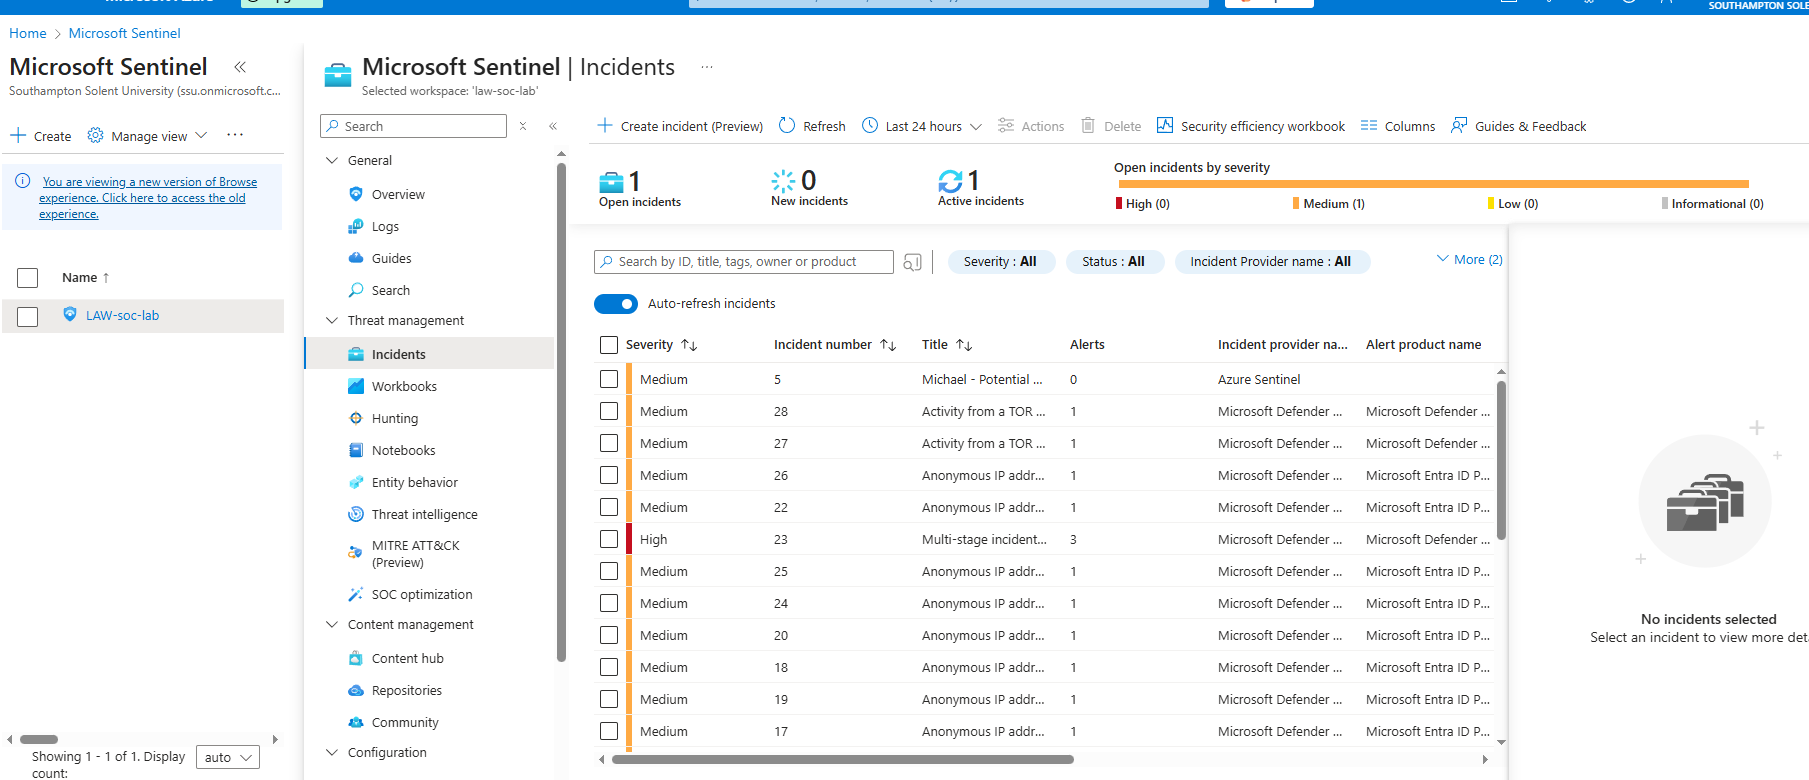 SOUTHAMPTON SOLE
Home > Microsoft Sentinel
Microsoft Sentinel «
Southampton Solent University (ssu.onmicrosoft.c...
+ Create Manage view ...
You are viewing a new version of Browse
experience. Click here to access the old
experience.
Name ↑
LAW-soc-lab
Showing 1 - 1 of 1. Display
count:
auto
Microsoft Sentinel | Incidents ...
Selected workspace: 'law-soc-lab'
Search
General
Overview
Logs
Guides
Search
Threat management
Incidents
Workbooks
Hunting
Notebooks
Entity behavior
Threat intelligence
MITRE ATT&CK
(Preview)
SOC optimization
Content management
Content hub
Repositories
Community
Configuration
+ Create incident (Preview) Refresh Last 24 hours Actions Delete Security efficiency workbook Columns Guides & Feedback
1
Open incidents
0
New incidents
1
Active incidents
Open incidents by severity
High (0) Medium (1) Low (0) Informational (0)
Search by ID, title, tags, owner or product
Severity : All Status : All Incident Provider name : All More (2)
Auto-refresh incidents
Severity ↑↓ Incident number ↑↓ Title ↑↓ Alerts Incident provider na... Alert product name
Medium 5 Michael - Potential ... 0 Azure Sentinel
Medium 28 Activity from a TOR ... 1 Microsoft Defender ... Microsoft Defender ...
Medium 27 Activity from a TOR ... 1 Microsoft Defender ... Microsoft Defender ...
Medium 26 Anonymous IP addr... 1 Microsoft Defender ... Microsoft Entra ID P...
Medium 22 Anonymous IP addr... 1 Microsoft Defender ... Microsoft Entra ID P...
High 23 Multi-stage incident... 3 Microsoft Defender ... Microsoft Defender ...
Medium 25 Anonymous IP addr... 1 Microsoft Defender ... Microsoft Entra ID P...
Medium 24 Anonymous IP addr... 1 Microsoft Defender ... Microsoft Entra ID P...
Medium 20 Anonymous IP addr... 1 Microsoft Defender ... Microsoft Entra ID P...
Medium 18 Anonymous IP addr... 1 Microsoft Defender ... Microsoft Entra ID P...
Medium 19 Anonymous IP addr... 1 Microsoft Defender ... Microsoft Entra ID P...
Medium 17 Anonymous IP addr... 1 Microsoft Defender ... Microsoft Entra ID P...
No incidents selected
Select an incident to view more deta